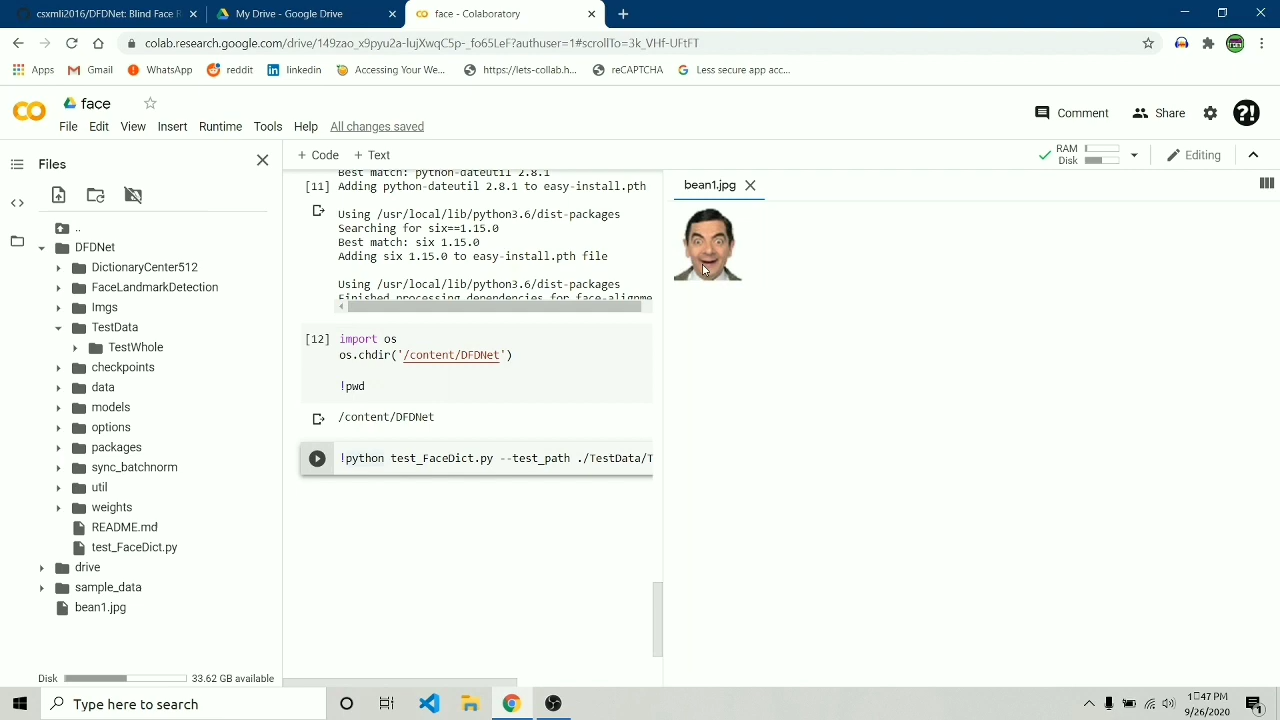 csxmli2016/DFDNet: Blind Face R
My Drive - Google Drive
face - Colaboratory
colab.research.google.com/drive/149zao_x9pyu2a-IujXwqC5p-_fo65LeF?authuser=1#scrollTo=3k_VHf-UFtFT
Apps
Gmail
WhatsApp
reddit
linkedin
Accessing Your We...
https://lets-collab.h...
reCAPTCHA
Less secure app acc...
face
File Edit View Insert Runtime Tools Help All changes saved
Comment
Share
?!
Files
+ Code
+ Text
RAM
Disk
Editing
..
DFDNet
DictionaryCenter512
FaceLandmarkDetection
Imgs
TestData
TestWhole
checkpoints
data
models
options
packages
sync_batchnorm
util
weights
README.md
test_FaceDict.py
drive
sample_data
bean1.jpg
Disk
33.62 GB available
Best match: python-dateutil 2.8.1
[11] Adding python-dateutil 2.8.1 to easy-install.pth
Using /usr/local/lib/python3.6/dist-packages
Searching for six==1.15.0
Best match: six 1.15.0
Adding six 1.15.0 to easy-install.pth file
Using /usr/local/lib/python3.6/dist-packages
Finished processing dependencies for face-alignme
[12] import os
os.chdir('/content/DFDNet')
!pwd
/content/DFDNet
!python test_FaceDict.py --test_path ./TestData/T
bean1.jpg
Type here to search
1:47 PM
9/26/2020